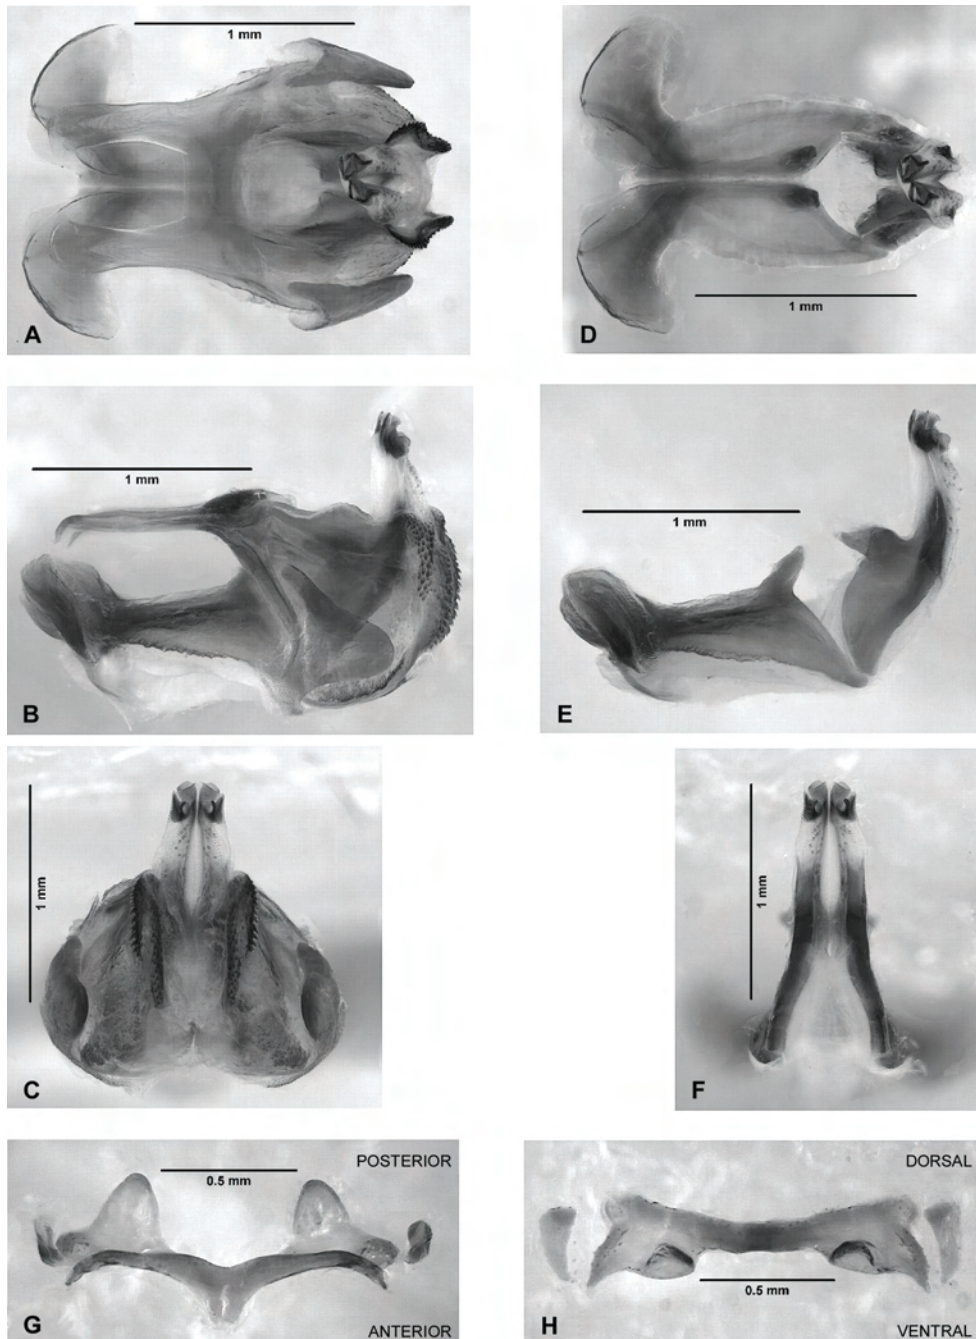 1 mm
A
1 mm
D
1 mm
B
1 mm
E
1 mm
C
1 mm
F
POSTERIOR
0.5 mm
G
ANTERIOR
DORSAL
0.5 mm
H
VENTRAL